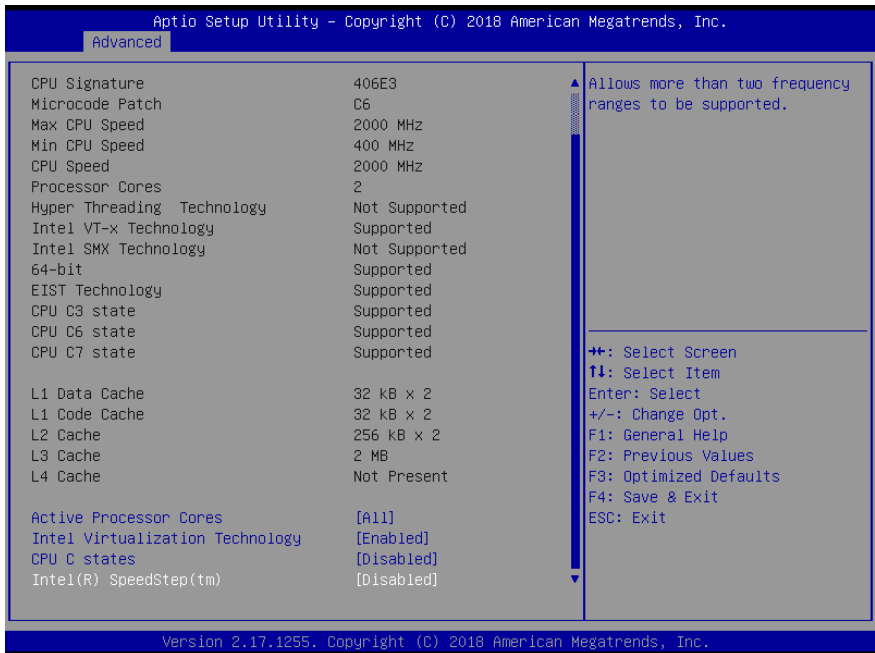 Aptio Setup Utility – Copyright (C) 2018 American Megatrends, Inc.
Advanced
CPU Signature 406E3
Microcode Patch C6
Max CPU Speed 2000 MHz
Min CPU Speed 400 MHz
CPU Speed 2000 MHz
Processor Cores 2
Hyper Threading Technology Not Supported
Intel VT-x Technology Supported
Intel SMX Technology Not Supported
64-bit Supported
EIST Technology Supported
CPU C3 state Supported
CPU C6 state Supported
CPU C7 state Supported
L1 Data Cache 32 kB x 2
L1 Code Cache 32 kB x 2
L2 Cache 256 kB x 2
L3 Cache 2 MB
L4 Cache Not Present
Active Processor Cores [All]
Intel Virtualization Technology [Enabled]
CPU C states [Disabled]
Intel(R) SpeedStep(tm) [Disabled]
Allows more than two frequency
ranges to be supported.
→←: Select Screen
↑↓: Select Item
Enter: Select
+/-: Change Opt.
F1: General Help
F2: Previous Values
F3: Optimized Defaults
F4: Save & Exit
ESC: Exit
Version 2.17.1255. Copyright (C) 2018 American Megatrends, Inc.